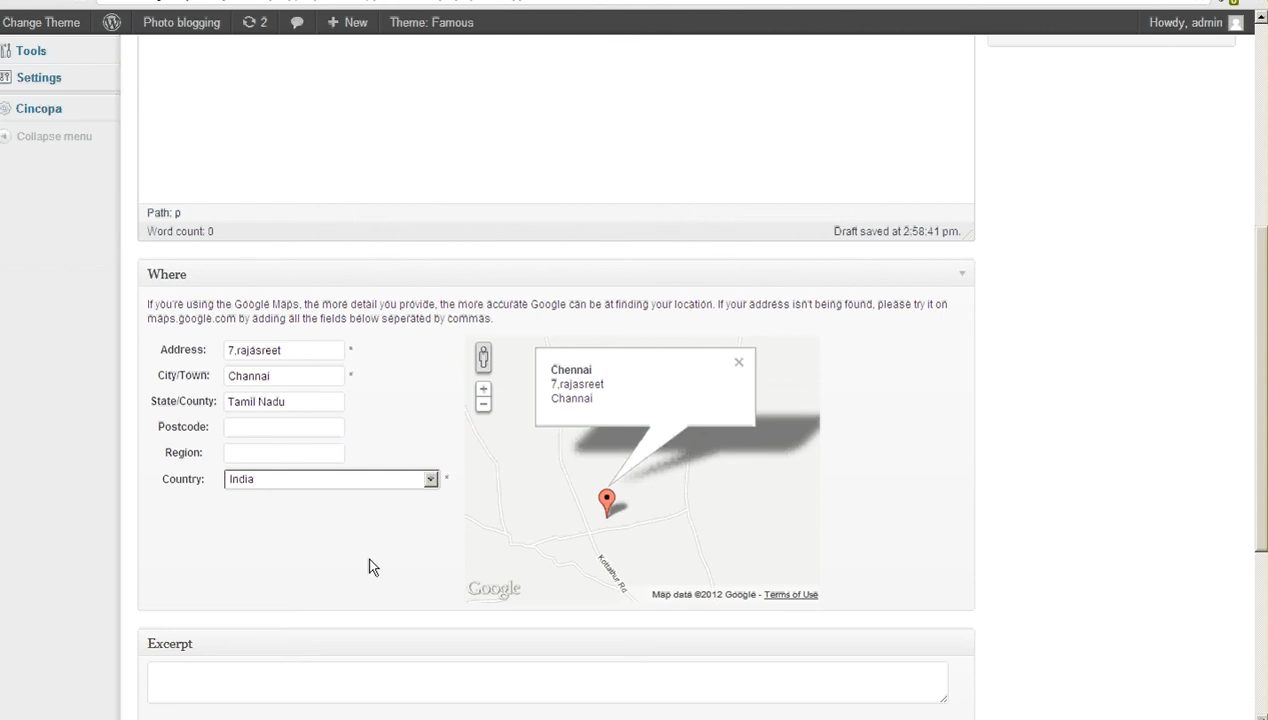 Change Theme
Photo blogging
2
New
Theme: Famous
Howdy, admin
Tools
Settings
Cincopa
Collapse menu
Path: p
Word count: 0
Draft saved at 2:58:41 pm.
Where
If you're using the Google Maps, the more detail you provide, the more accurate Google can be at finding your location. If your address isn't being found, please try it on
maps.google.com by adding all the fields below seperated by commas.
Address: 7,rajasreet *
City/Town: Channai *
State/County: Tamil Nadu
Postcode:
Region:
Country: India *
Chennai
7,rajasreet
Channai
Kottathur Rd
Google
Map data ©2012 Google - Terms of Use
Excerpt